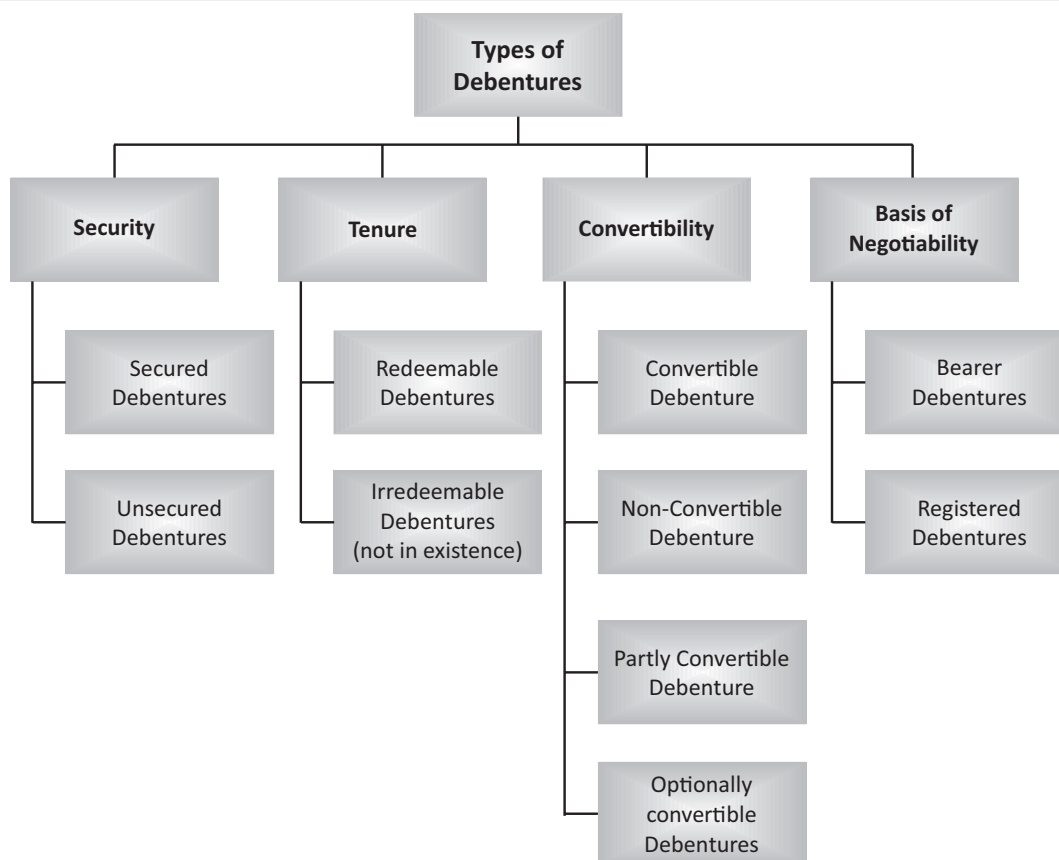 Types of
Debentures
Security
Tenure
Convertibility
Basis of
Negotiability
Secured
Debentures
Redeemable
Debentures
Convertible
Debenture
Bearer
Debentures
Unsecured
Debentures
Irredeemable
Debentures
(not in existence)
Non-Convertible
Debenture
Registered
Debentures
Partly Convertible
Debenture
Optionally
convertible
Debentures